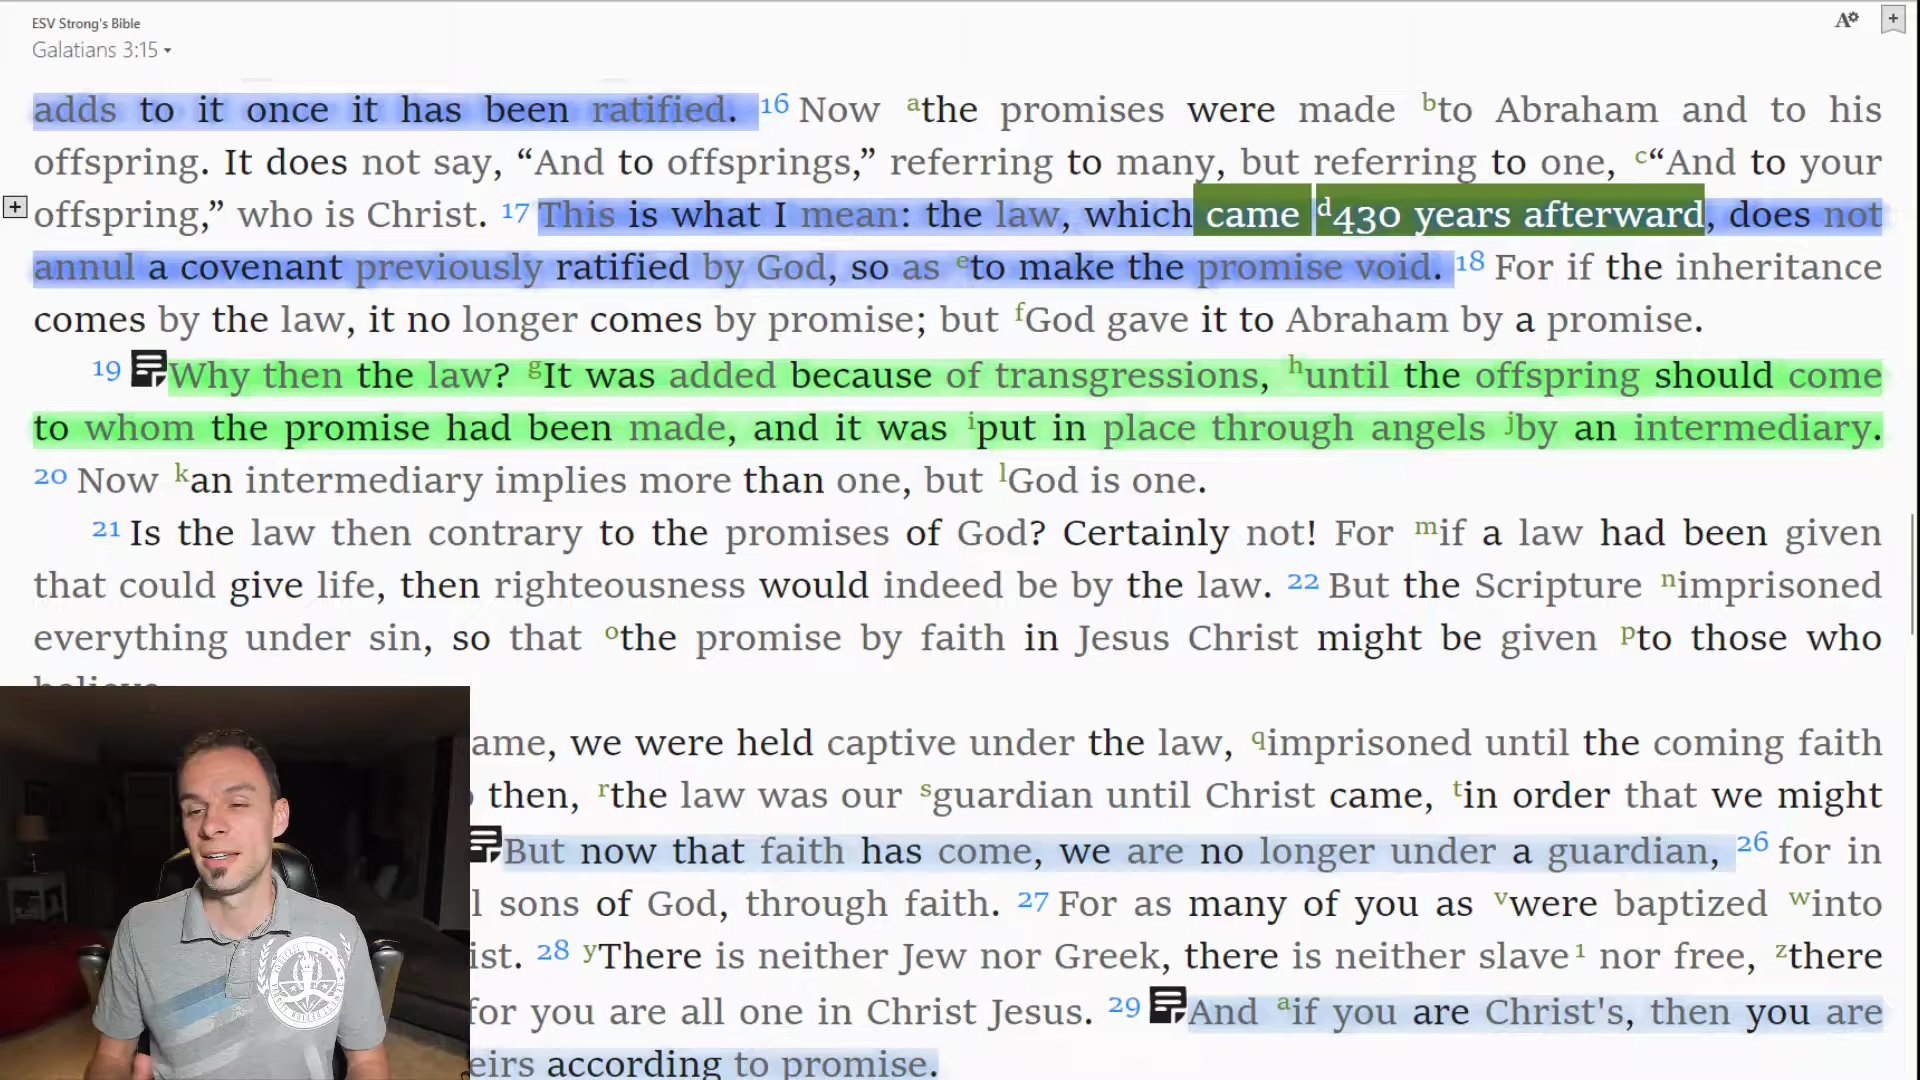 ESV Strong's Bible
Galatians 3:15
adds to it once it has been ratified. 16 Now athe promises were made bto Abraham and to his
offspring. It does not say, “And to offsprings,” referring to many, but referring to one, c“And to your
offspring,” who is Christ. 17 This is what I mean: the law, which came d430 years afterward, does not
annul a covenant previously ratified by God, so as eto make the promise void. 18 For if the inheritance
comes by the law, it no longer comes by promise; but fGod gave it to Abraham by a promise.
19 Why then the law? gIt was added because of transgressions, huntil the offspring should come
to whom the promise had been made, and it was iput in place through angels jby an intermediary.
20 Now kan intermediary implies more than one, but lGod is one.
21 Is the law then contrary to the promises of God? Certainly not! For mif a law had been given
that could give life, then righteousness would indeed be by the law. 22 But the Scripture nimprisoned
everything under sin, so that othe promise by faith in Jesus Christ might be given pto those who
believe.
ame, we were held captive under the law, qimprisoned until the coming faith
then, rthe law was our sguardian until Christ came, tin order that we might
But now that faith has come, we are no longer under a guardian, 26 for in
l sons of God, through faith. 27 For as many of you as vwere baptized winto
ist. 28 yThere is neither Jew nor Greek, there is neither slave1 nor free, zthere
for you are all one in Christ Jesus. 29 And aif you are Christ's, then you are
eirs according to promise.